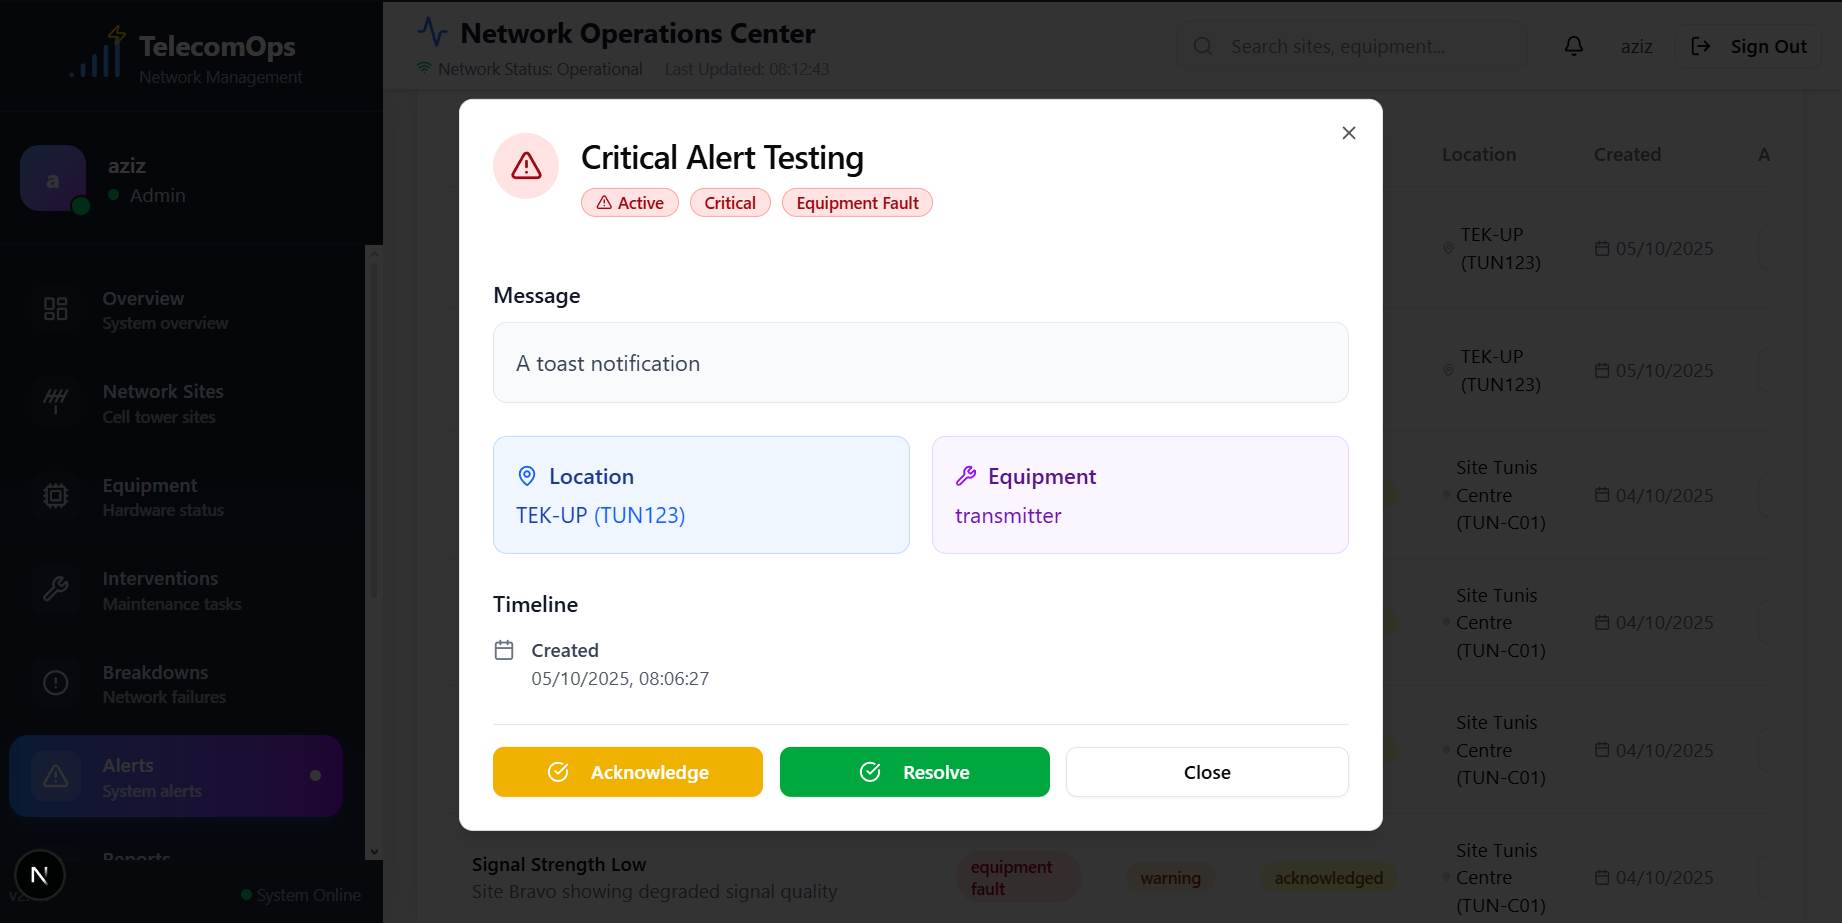 TelecomOps
Network Management
Network Operations Center
Network Status: Operational Last Updated: 08:12:43
Search sites, equipment...
aziz
Sign Out
a
aziz
Admin
Overview
System overview
Network Sites
Cell tower sites
Equipment
Hardware status
Interventions
Maintenance tasks
Breakdowns
Network failures
Alerts
System alerts
Reports
N
System Online
Critical Alert Testing
Active Critical Equipment Fault
Message
A toast notification
Location
TEK-UP (TUN123)
Equipment
transmitter
Timeline
Created
05/10/2025, 08:06:27
Acknowledge Resolve Close
Location Created A
TEK-UP
(TUN123)
05/10/2025
TEK-UP
(TUN123)
05/10/2025
Site Tunis
Centre
(TUN-C01)
04/10/2025
Site Tunis
Centre
(TUN-C01)
04/10/2025
Site Tunis
Centre
(TUN-C01)
04/10/2025
Signal Strength Low
Site Bravo showing degraded signal quality
equipment
fault
warning
acknowledged
Site Tunis
Centre
(TUN-C01)
04/10/2025